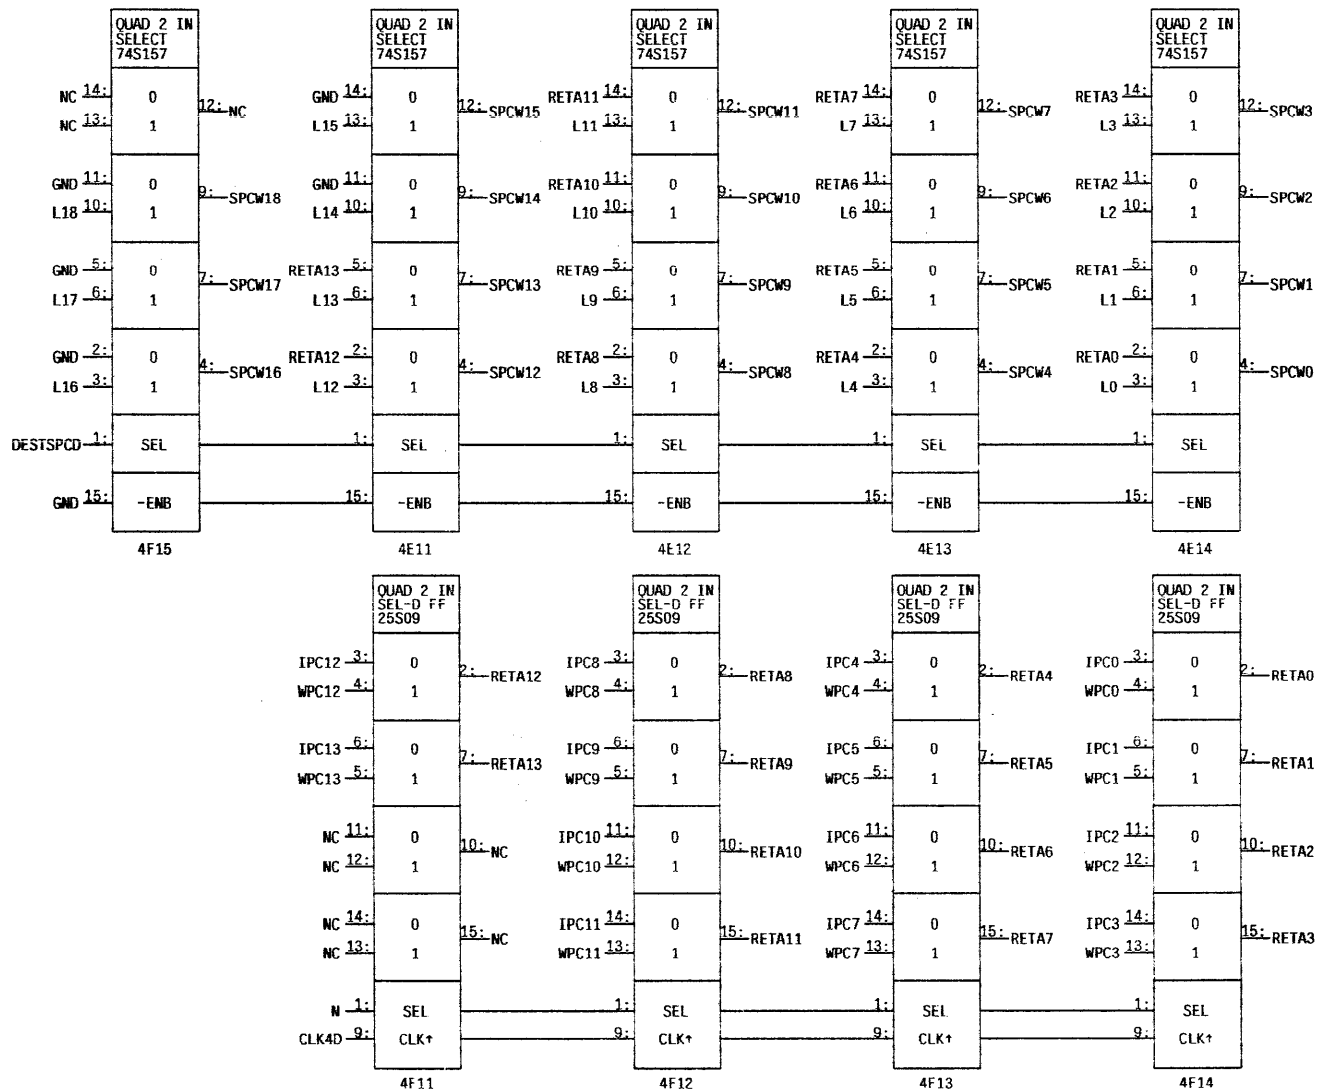 QUAD 2 IN SELECT 74S157
NC 14: 0
NC 13: 1
12: NC
GND 11: 0
L18 10: 1
9: SPCW18
GND 5: 0
L17 6: 1
7: SPCW17
GND 2: 0
L16 3: 1
4: SPCW16
DESTSPCD 1: SEL
GND 15: -ENB
4F15
QUAD 2 IN SELECT 74S157
GND 14: 0
L15 13: 1
12: SPCW15
GND 11: 0
L14 10: 1
9: SPCW14
RETA13 5: 0
L13 6: 1
7: SPCW13
RETA12 2: 0
L12 3: 1
4: SPCW12
1: SEL
15: -ENB
4E11
QUAD 2 IN SELECT 74S157
RETA11 14: 0
L11 13: 1
12: SPCW11
RETA10 11: 0
L10 10: 1
9: SPCW10
RETA9 5: 0
L9 6: 1
7: SPCW9
RETA8 2: 0
L8 3: 1
4: SPCW8
1: SEL
15: -ENB
4E12
QUAD 2 IN SELECT 74S157
RETA7 14: 0
L7 13: 1
12: SPCW7
RETA6 11: 0
L6 10: 1
9: SPCW6
RETA5 5: 0
L5 6: 1
7: SPCW5
RETA4 2: 0
L4 3: 1
4: SPCW4
1: SEL
15: -ENB
4E13
QUAD 2 IN SELECT 74S157
RETA3 14: 0
L3 13: 1
12: SPCW3
RETA2 11: 0
L2 10: 1
9: SPCW2
RETA1 5: 0
L1 6: 1
7: SPCW1
RETA0 2: 0
L0 3: 1
4: SPCW0
1: SEL
15: -ENB
4E14
QUAD 2 IN SEL-D FF 25S09
IPC12 3: 0
WPC12 4: 1
2: RETA12
IPC13 6: 0
WPC13 5: 1
7: RETA13
NC 11: 0
NC 12: 1
10: NC
NC 14: 0
NC 13: 1
15: NC
N 1: SEL
CLK4D 9: CLK↑
4F11
QUAD 2 IN SEL-D FF 25S09
IPC8 3: 0
WPC8 4: 1
2: RETA8
IPC9 6: 0
WPC9 5: 1
7: RETA9
IPC10 11: 0
WPC10 12: 1
10: RETA10
IPC11 14: 0
WPC11 13: 1
15: RETA11
1: SEL
9: CLK↑
4F12
QUAD 2 IN SEL-D FF 25S09
IPC4 3: 0
WPC4 4: 1
2: RETA4
IPC5 6: 0
WPC5 5: 1
7: RETA5
IPC6 11: 0
WPC6 12: 1
10: RETA6
IPC7 14: 0
WPC7 13: 1
15: RETA7
1: SEL
9: CLK↑
4F13
QUAD 2 IN SEL-D FF 25S09
IPC0 3: 0
WPC0 4: 1
2: RETA0
IPC1 6: 0
WPC1 5: 1
7: RETA1
IPC2 11: 0
WPC2 12: 1
10: RETA2
IPC3 14: 0
WPC3 13: 1
15: RETA3
1: SEL
9: CLK↑
4F14